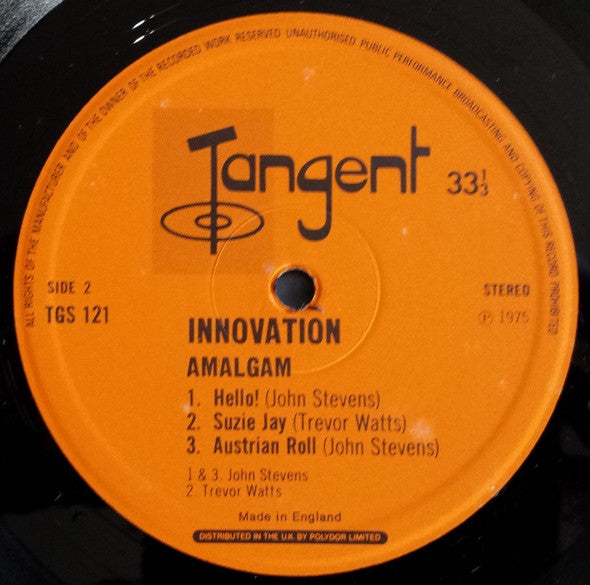 ALL RIGHTS OF THE MANUFACTURER AND OF THE OWNER OF THE RECORDED WORK RESERVED UNAUTHORISED PUBLIC PERFORMANCE BROADCASTING AND COPYING OF THIS RECORD PROHIBITED
Tangent
33⅓
SIDE 2
STEREO
TGS 121
℗ 1975
INNOVATION
AMALGAM
1. Hello! (John Stevens)
2. Suzie Jay (Trevor Watts)
3. Austrian Roll (John Stevens)
1 & 3. John Stevens
2. Trevor Watts
Made in England
DISTRIBUTED IN THE U.K BY POLYDOR LIMITED